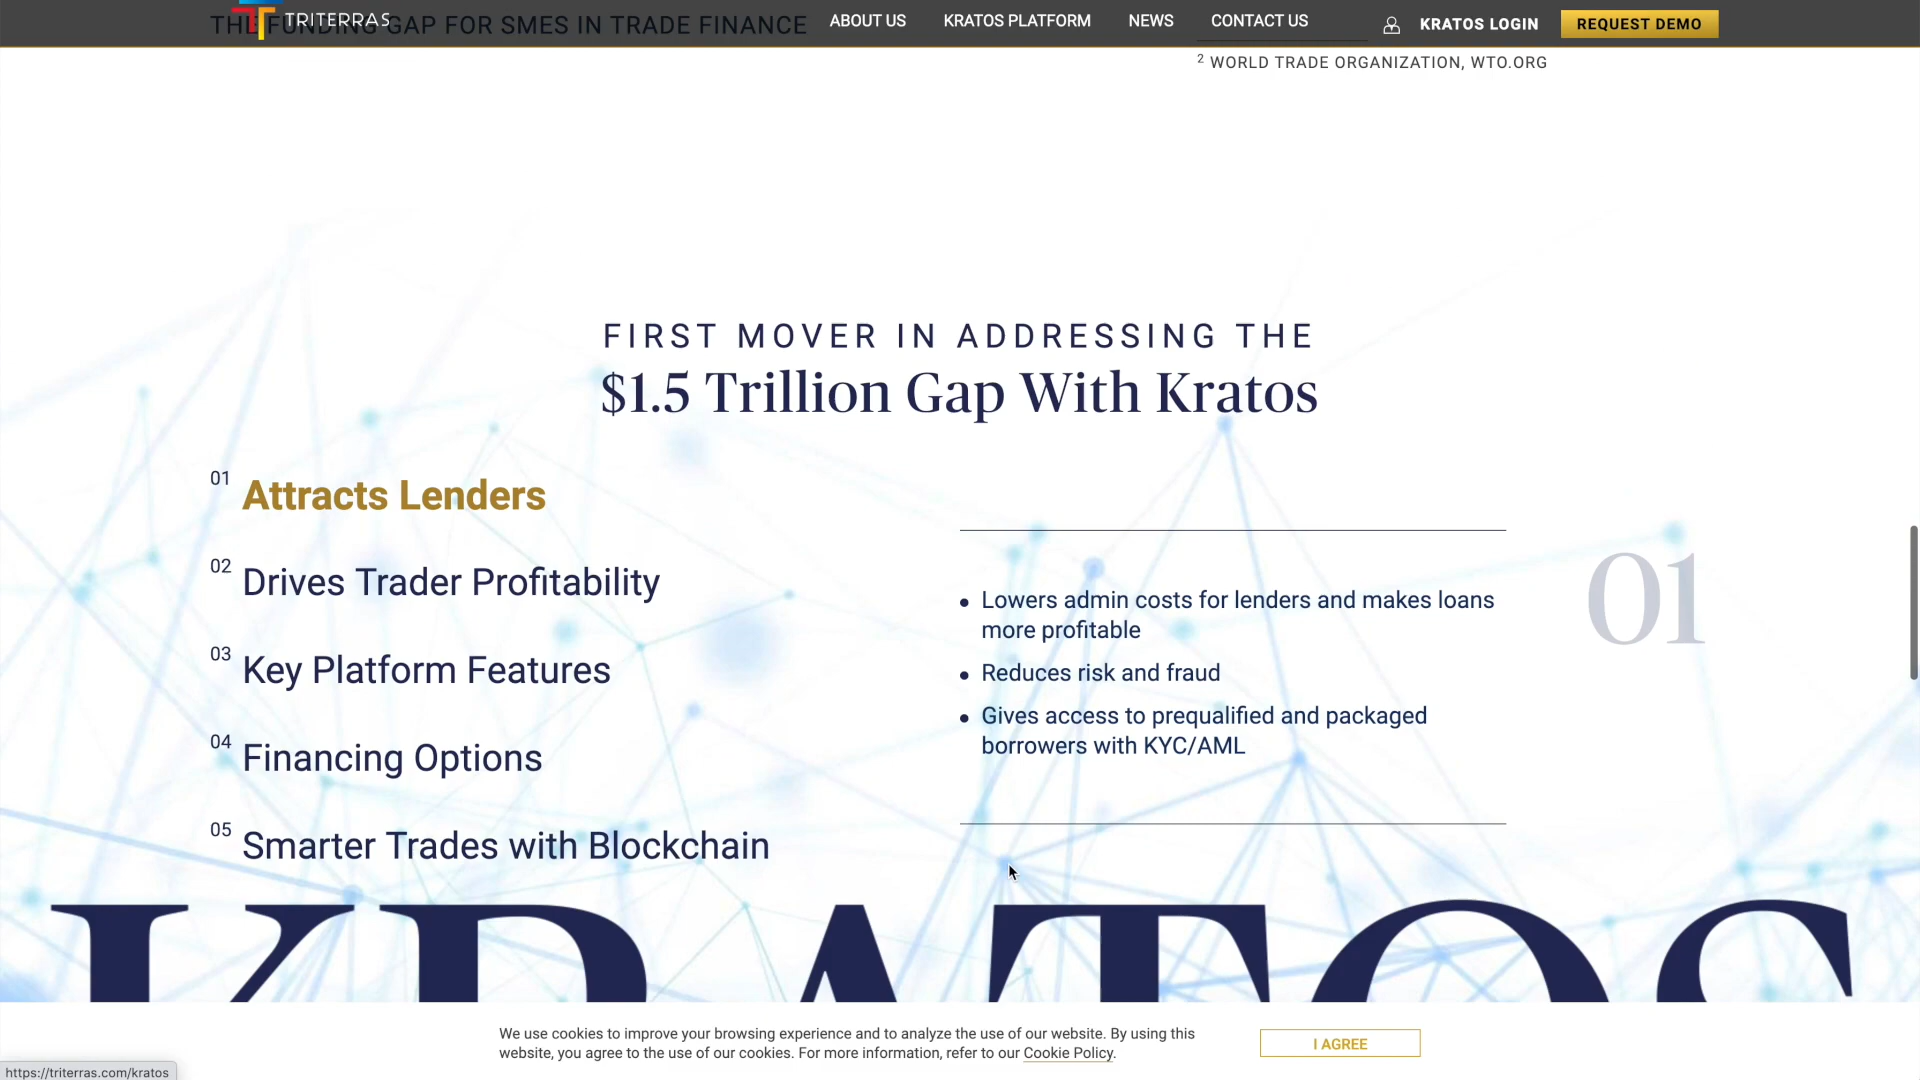 THE FUNDING GAP FOR SMES IN TRADE FINANCE
TRITERRAS
ABOUT US
KRATOS PLATFORM
NEWS
CONTACT US
KRATOS LOGIN
REQUEST DEMO
2 WORLD TRADE ORGANIZATION, WTO.ORG
FIRST MOVER IN ADDRESSING THE
$1.5 Trillion Gap With Kratos
01
Attracts Lenders
02
Drives Trader Profitability
03
Key Platform Features
04
Financing Options
05
Smarter Trades with Blockchain
• Lowers admin costs for lenders and makes loans
more profitable
• Reduces risk and fraud
• Gives access to prequalified and packaged
borrowers with KYC/AML
01
KRATOS
We use cookies to improve your browsing experience and to analyze the use of our website. By using this
website, you agree to the use of our cookies. For more information, refer to our Cookie Policy.
I AGREE
https://triterras.com/kratos